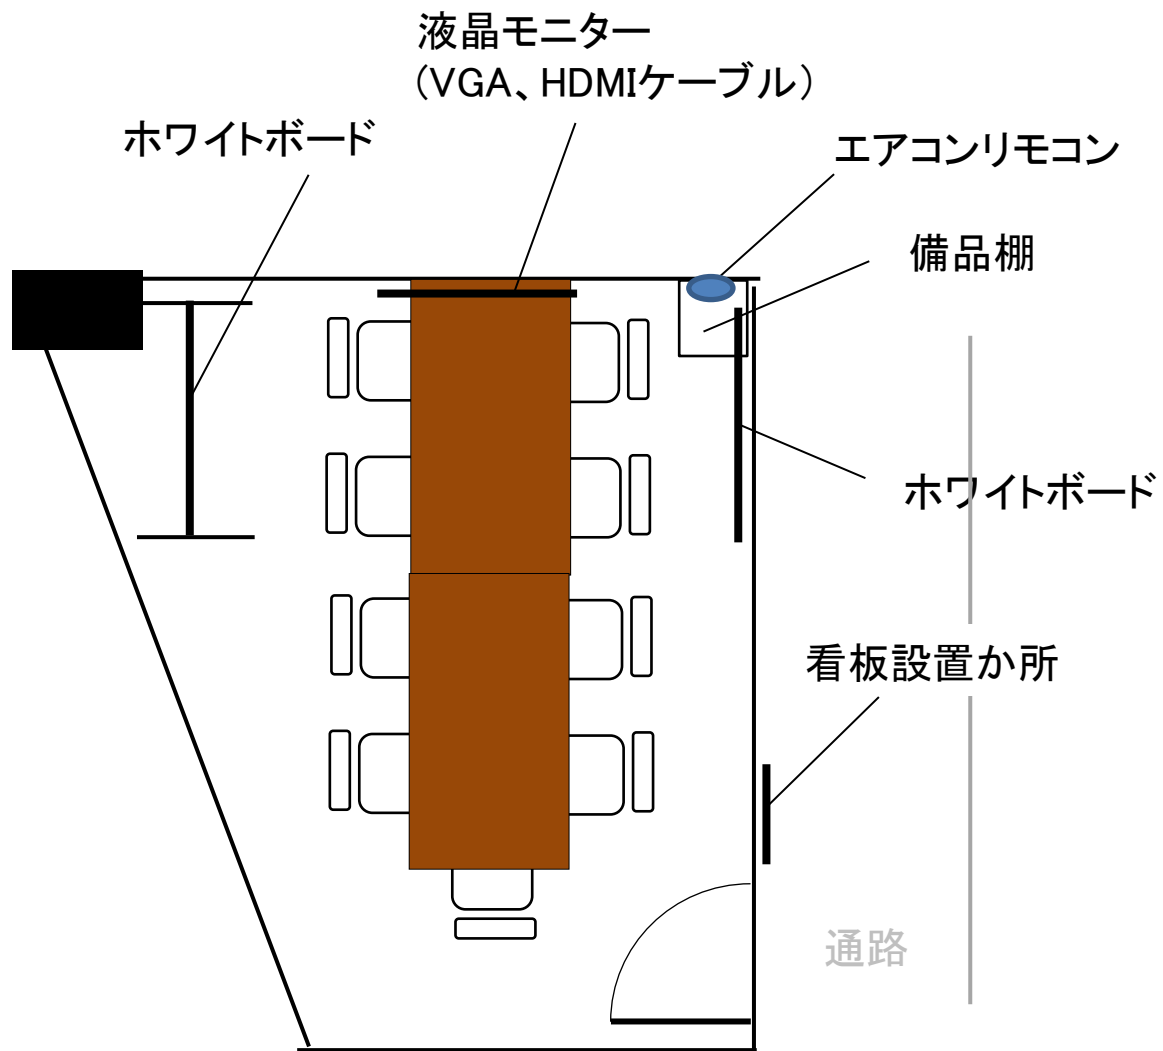 液晶モニター
(VGA、HDMIケーブル)
ホワイトボード
エアコンリモコン
備品棚
ホワイトボード
看板設置か所
通路